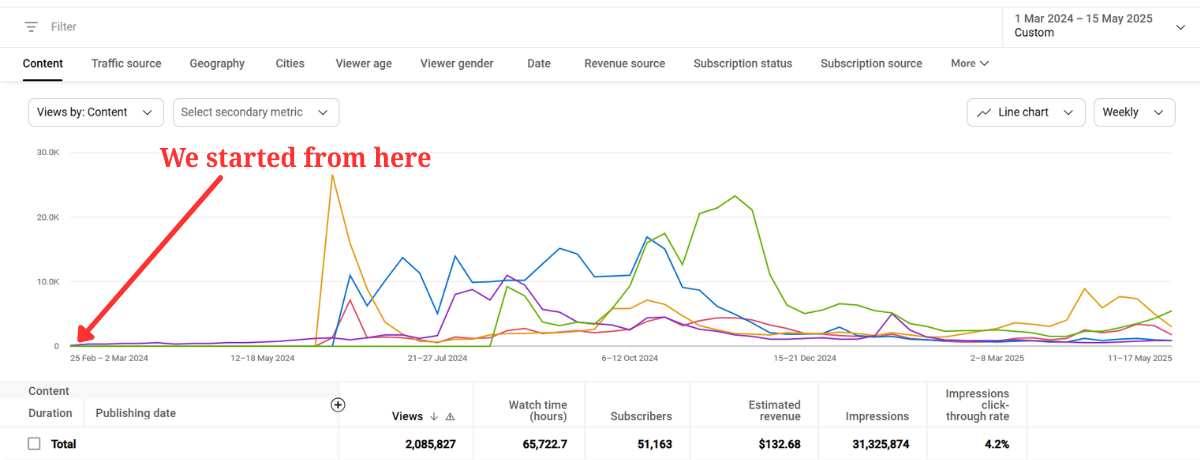 Filter
1 Mar 2024 – 15 May 2025
Custom
Content Traffic source Geography Cities Viewer age Viewer gender Date Revenue source Subscription status Subscription source More
Views by: Content Select secondary metric Line chart Weekly
We started from here
30.0K
20.0K
10.0K
0
25 Feb – 2 Mar 2024 12–18 May 2024 21–27 Jul 2024 6–12 Oct 2024 15–21 Dec 2024 2–8 Mar 2025 11–17 May 2025
Content
Duration Publishing date
Views
Watch time
(hours)
Subscribers
Estimated
revenue
Impressions
Impressions
click-
through rate
Total 2,085,827 65,722.7 51,163 $132.68 31,325,874 4.2%